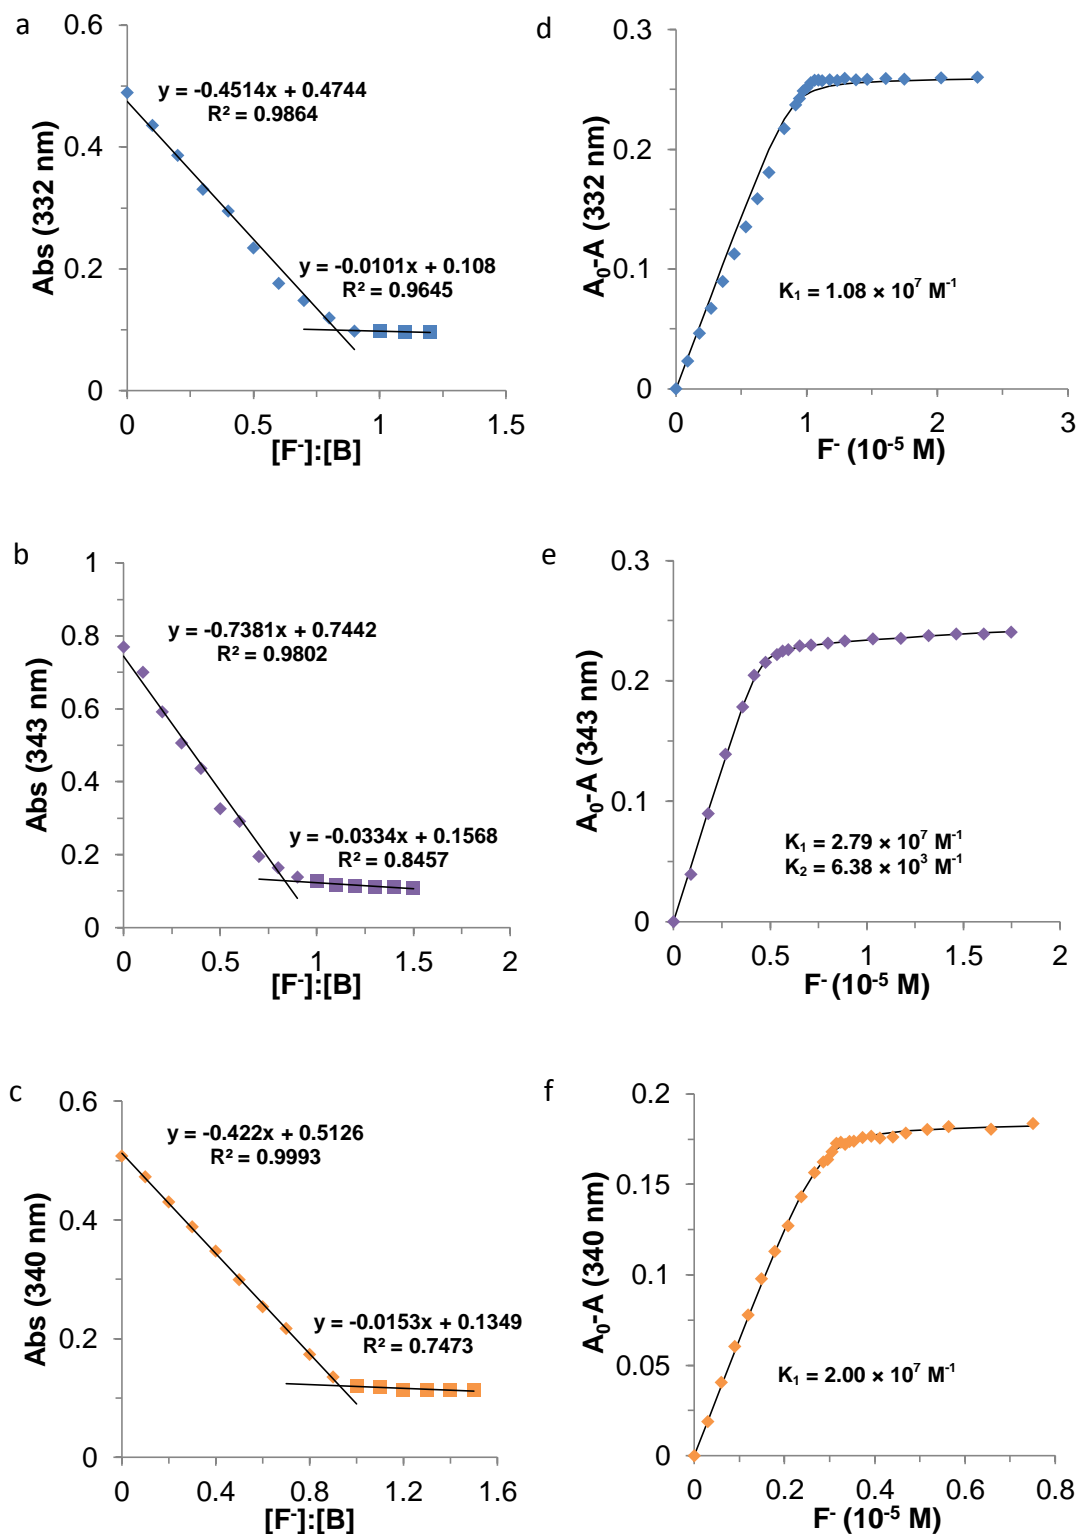 a
Abs (332 nm)
0.6
0.4
0.2
0
y = -0.4514x + 0.4744
R² = 0.9864
y = -0.0101x + 0.108
R² = 0.9645
0
0.5
1
1.5
[F⁻]:[B]
d
A₀-A (332 nm)
0.3
0.2
0.1
0
K₁ = 1.08 × 10⁷ M⁻¹
0
1
2
3
F⁻ (10⁻⁵ M)
b
Abs (343 nm)
1
0.8
0.6
0.4
0.2
0
y = -0.7381x + 0.7442
R² = 0.9802
y = -0.0334x + 0.1568
R² = 0.8457
0
0.5
1
1.5
2
[F⁻]:[B]
e
A₀-A (343 nm)
0.3
0.2
0.1
0
K₁ = 2.79 × 10⁷ M⁻¹
K₂ = 6.38 × 10³ M⁻¹
0
0.5
1
1.5
2
F⁻ (10⁻⁵ M)
c
Abs (340 nm)
0.6
0.4
0.2
0
y = -0.422x + 0.5126
R² = 0.9993
y = -0.0153x + 0.1349
R² = 0.7473
0
0.4
0.8
1.2
1.6
[F⁻]:[B]
f
A₀-A (340 nm)
0.2
0.15
0.1
0.05
0
K₁ = 2.00 × 10⁷ M⁻¹
0
0.2
0.4
0.6
0.8
F⁻ (10⁻⁵ M)